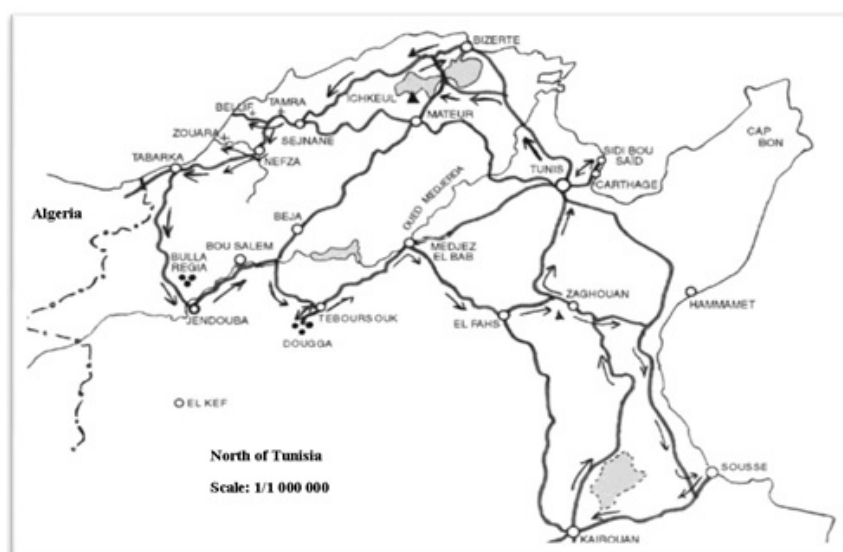 BIZERTE
TAMRA
BELLIF
ICHKEUL
ZOUARA
SEJNANE
MATEUR
CAP
BON
NEFZA
SIDI BOU
SAÏD
TABARKA
TUNIS
CARTHAGE
Algeria
OUED MEDJERDA
BEJA
BOU SALEM
MEDJEZ
EL BAB
BULLA
REGIA
ZAGHOUAN
HAMMAMET
JENDOUBA
TEBOURSOUK
EL FAHS
DOUGGA
EL KEF
North of Tunisia
SOUSSE
Scale: 1/1 000 000
KAIROUAN